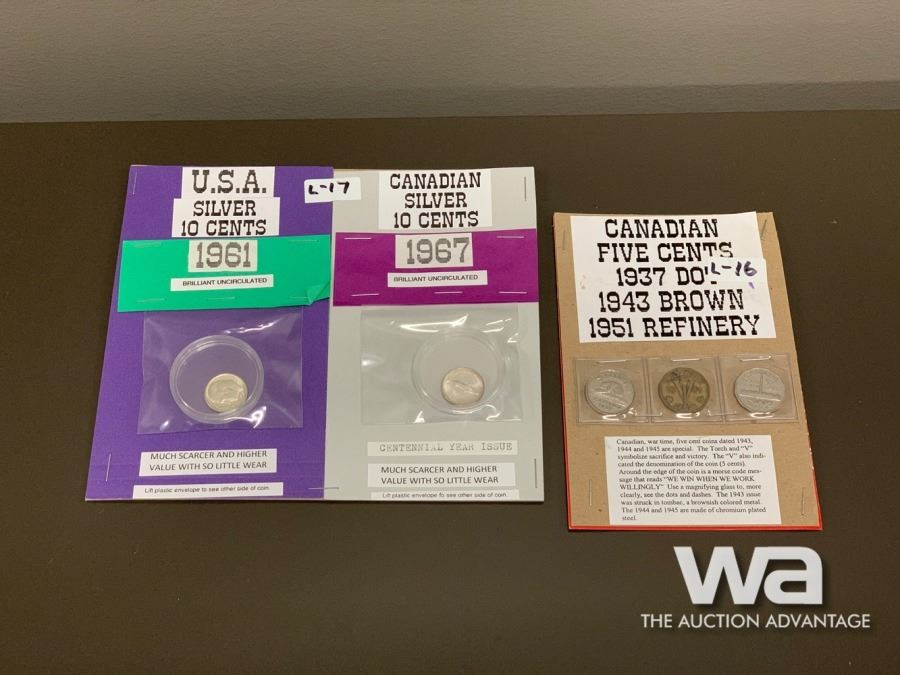 U.S.A.
SILVER
10 CENTS
1961
BRILLIANT UNCIRCULATED
MUCH SCARCER AND HIGHER
VALUE WITH SO LITTLE WEAR
Lift plastic envelope to see other side of coin.
L-17
CANADIAN
SILVER
10 CENTS
1967
BRILLIANT UNCIRCULATED
CENTENNIAL YEAR ISSUE
MUCH SCARCER AND HIGHER
VALUE WITH SO LITTLE WEAR
Lift plastic envelope to see other side of coin.
CANADIAN
FIVE CENTS
1937 DOT
L-16
1943 BROWN
1951 REFINERY
Canadian, war time, five cent coins dated 1943,
1944 and 1945 are special. The Torch and "V"
symbolize sacrifice and victory. The "V" also indi-
cated the denomination of the coin (5 cents).
Around the edge of the coin is a morse code mes-
sage that reads "WE WIN WHEN WE WORK
WILLINGLY" Use a magnifying glass to, more
clearly, see the dots and dashes. The 1943 issue
was struck in tombac, a brownish colored metal.
The 1944 and 1945 are made of chromium plated
steel.
wa
THE AUCTION ADVANTAGE